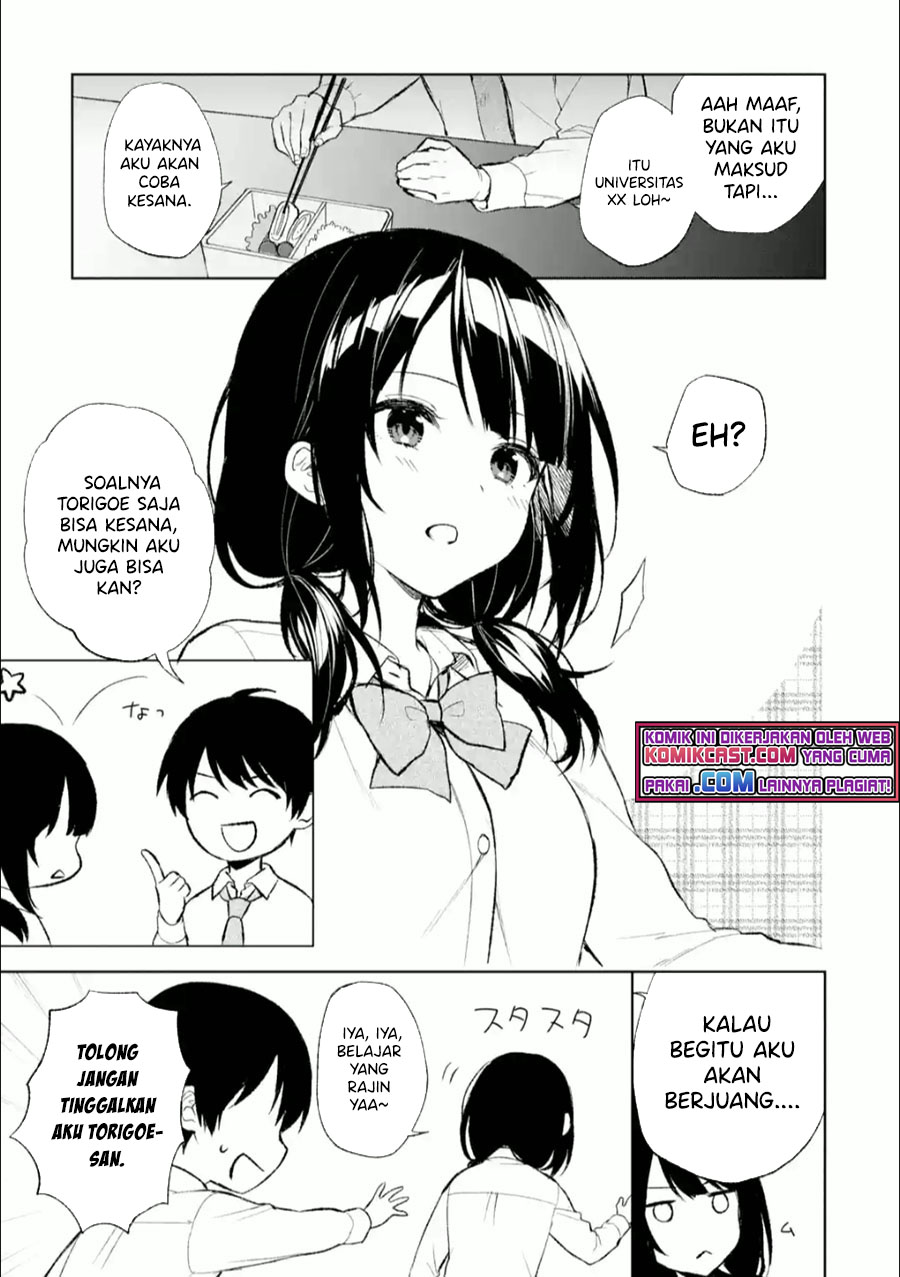 AAH MAAF,
BUKAN ITU
YANG AKU
MAKSUD
TAPI...
ITU
UNIVERSITAS
XX LOH~
KAYAKNYA
AKU AKAN
COBA
KESANA.
EH?
SOALNYA
TORIGOE SAJA
BISA KESANA,
MUNGKIN AKU
JUGA BISA
KAN?
なっ
KOMIK INI DIKERJAKAN OLEH WEB
KOMIKCAST.COM YANG CUMA
PAKAI .COM LAINNYA PLAGIAT!
KALAU
BEGITU AKU
AKAN
BERJUANG....
スタスタ
IYA, IYA,
BELAJAR
YANG
RAJIN
YAA~
TOLONG
JANGAN
TINGGALKAN
AKU TORIGOE-
SAN.